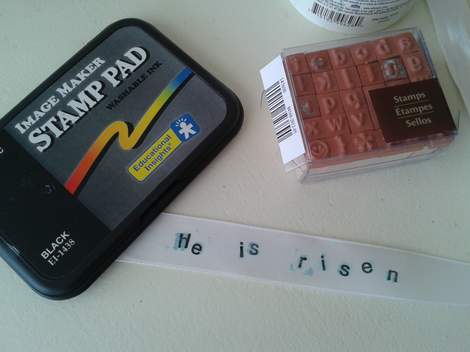 IMAGE MAKER
STAMP PAD
WASHABLE INK
Educational
Insights
BLACK
EI-1438
Stamps
Étampes
Sellos
He is risen